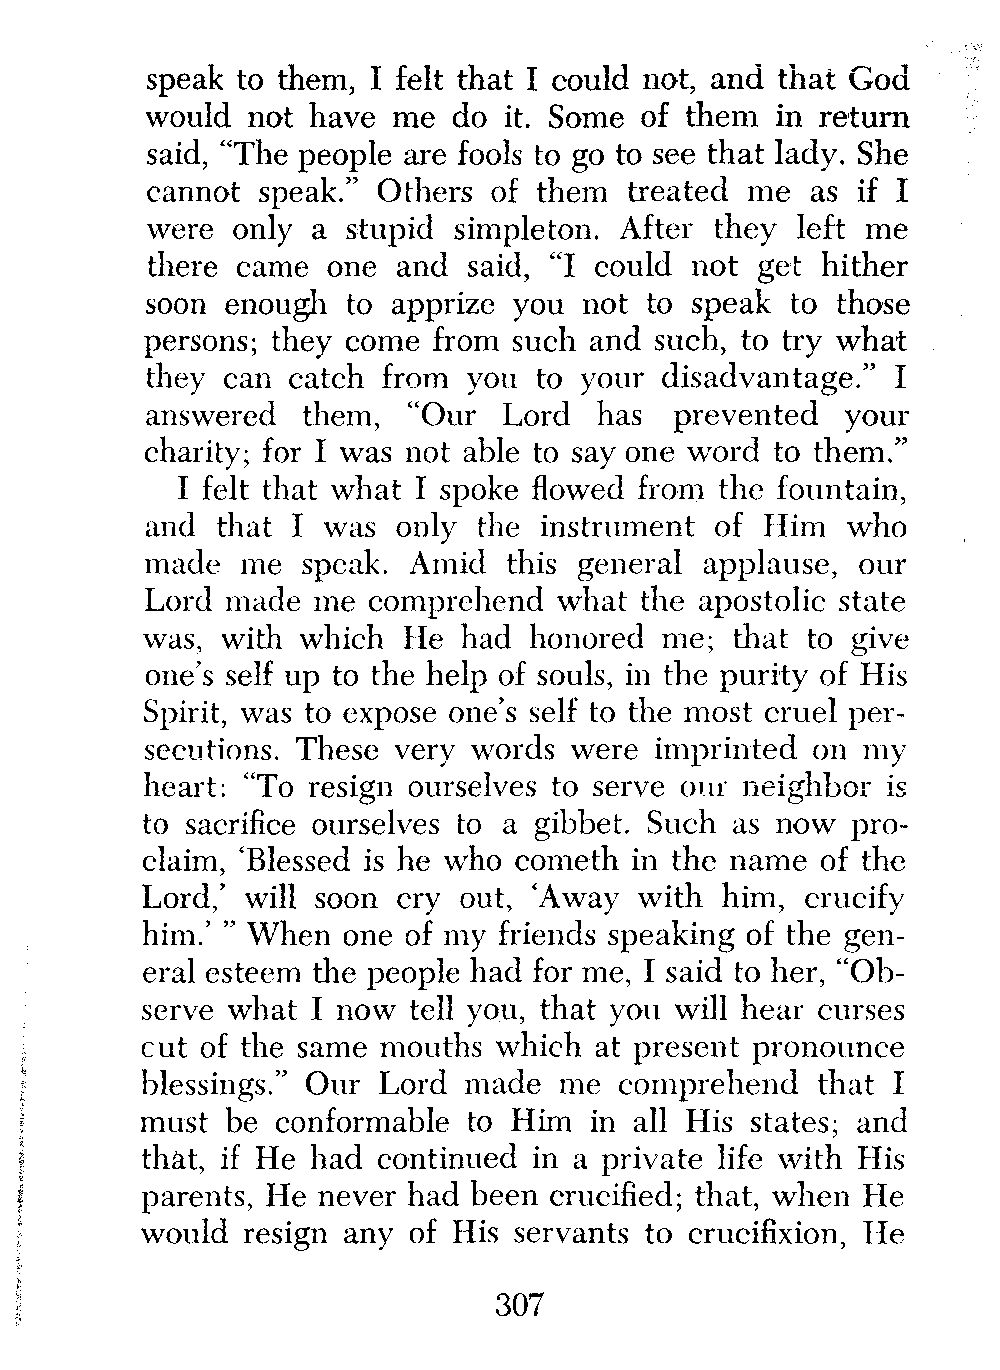 speak to them, I felt that I could not, and that God
would not have me do it. Some of them in return
said, “The people are fools to go to see that lady. She
cannot speak.” Others of them treated me as if I
were only a stupid simpleton. After they left me
there came one and said, “I could not get hither
soon enough to apprize you not to speak to those
persons; they come from such and such, to try what
they can catch from you to your disadvantage.” I
answered them, “Our Lord has prevented your
charity; for I was not able to say one word to them.”
I felt that what I spoke flowed from the fountain,
and that I was only the instrument of Him who
made me speak. Amid this general applause, our
Lord made me comprehend what the apostolic state
was, with which He had honored me; that to give
one’s self up to the help of souls, in the purity of His
Spirit, was to expose one’s self to the most cruel per-
secutions. These very words were imprinted on my
heart: “To resign ourselves to serve our neighbor is
to sacrifice ourselves to a gibbet. Such as now pro-
claim, ‘Blessed is he who cometh in the name of the
Lord,’ will soon cry out, ‘Away with him, crucify
him.’ ” When one of my friends speaking of the gen-
eral esteem the people had for me, I said to her, “Ob-
serve what I now tell you, that you will hear curses
cut of the same mouths which at present pronounce
blessings.” Our Lord made me comprehend that I
must be conformable to Him in all His states; and
that, if He had continued in a private life with His
parents, He never had been crucified; that, when He
would resign any of His servants to crucifixion, He
307